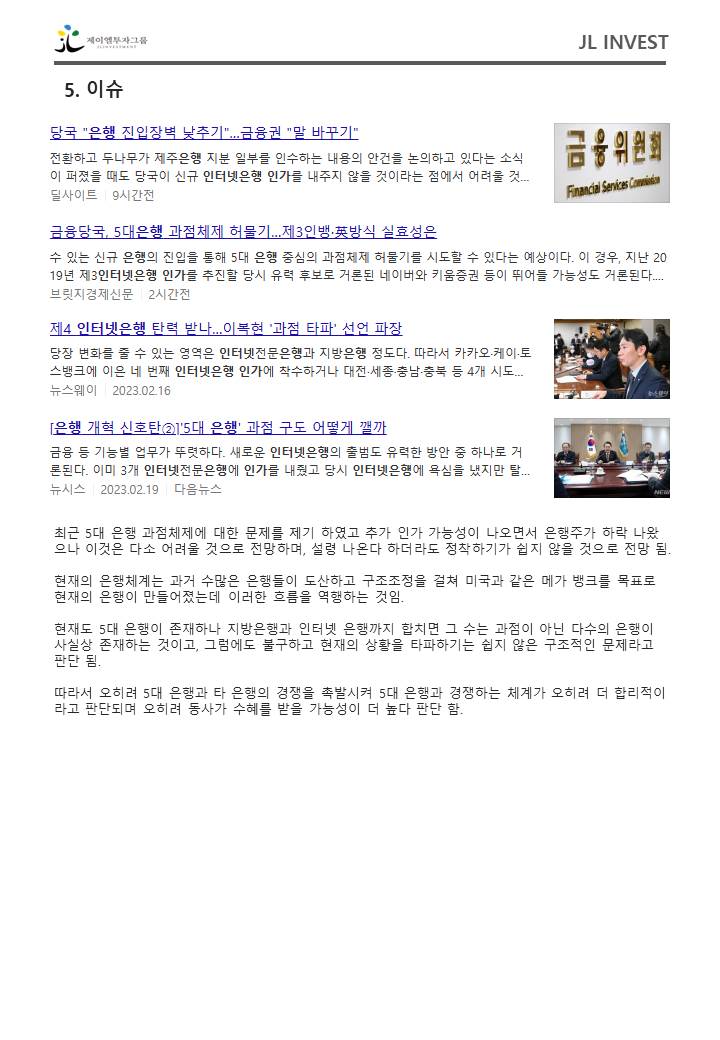 제이엘투자그룹
JLINVESTMENT
JL INVEST
5. 이슈
당국 "은행 진입장벽 낮추기"...금융권 "말 바꾸기"
전환하고 두나무가 제주은행 지분 일부를 인수하는 내용의 안건을 논의하고 있다는 소식
이 퍼졌을 때도 당국이 신규 인터넷은행 인가를 내주지 않을 것이라는 점에서 어려울 것...
딜사이트 9시간전
금융위원회
Financial Services Commission
금융당국, 5대은행 과점체제 허물기…제3인뱅·英방식 실효성은
수 있는 신규 은행의 진입을 통해 5대 은행 중심의 과점체제 허물기를 시도할 수 있다는 예상이다. 이 경우, 지난 20
19년 제3인터넷은행 인가를 추진할 당시 유력 후보로 거론된 네이버와 키움증권 등이 뛰어들 가능성도 거론된다....
브릿지경제신문 2시간전
제4 인터넷은행 탄력 받나…이복현 '과점 타파' 선언 파장
당장 변화를 줄 수 있는 영역은 인터넷전문은행과 지방은행 정도다. 따라서 카카오·케이·토
스뱅크에 이은 네 번째 인터넷은행 인가에 착수하거나 대전·세종·충남·충북 등 4개 시도...
뉴스웨이 2023.02.16
뉴스웨이
[은행 개혁 신호탄②]'5대 은행' 과점 구도 어떻게 깰까
금융 등 기능별 업무가 뚜렷하다. 새로운 인터넷은행의 출범도 유력한 방안 중 하나로 거
론된다. 이미 3개 인터넷전문은행에 인가를 내줬고 당시 인터넷은행에 욕심을 냈지만 탈...
뉴시스 2023.02.19 다음뉴스
최근 5대 은행 과점체제에 대한 문제를 제기 하였고 추가 인가 가능성이 나오면서 은행주가 하락 나왔
으나 이것은 다소 어려울 것으로 전망하며, 설령 나온다 하더라도 정착하기가 쉽지 않을 것으로 전망 됨.
현재의 은행체계는 과거 수많은 은행들이 도산하고 구조조정을 걸쳐 미국과 같은 메가 뱅크를 목표로
현재의 은행이 만들어졌는데 이러한 흐름을 역행하는 것임.
현재도 5대 은행이 존재하나 지방은행과 인터넷 은행까지 합치면 그 수는 과점이 아닌 다수의 은행이
사실상 존재하는 것이고, 그럼에도 불구하고 현재의 상황을 타파하기는 쉽지 않은 구조적인 문제라고
판단 됨.
따라서 오히려 5대 은행과 타 은행의 경쟁을 촉발시켜 5대 은행과 경쟁하는 체계가 오히려 더 합리적이
라고 판단되며 오히려 동사가 수혜를 받을 가능성이 더 높다 판단 함.